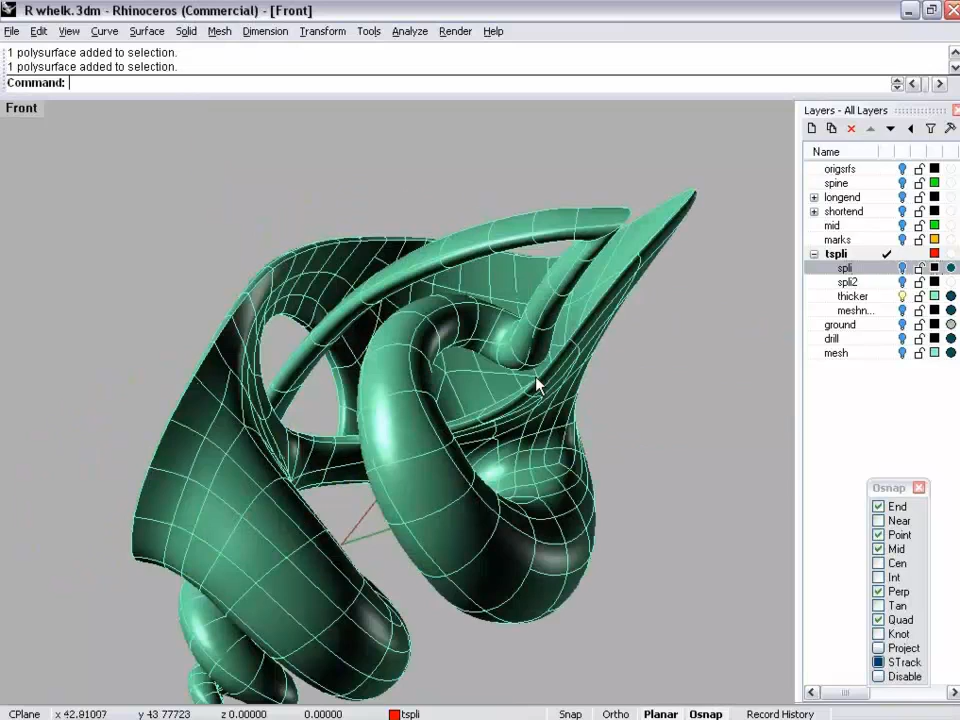 R whelk. 3dm - Rhinoceros (Commercial) - [Front]
File Edit View Curve Surface Solid Mesh Dimension Transform Tools Analyze Render Help
1 polysurface added to selection.
1 polysurface added to selection.
Command:
Front
Layers - All Layers
Name
origsrfs
spine
longend
shortend
mid
marks
tspli
spli
spli2
thicker
meshn...
ground
drill
mesh
Osnap
End
Near
Point
Mid
Cen
Int
Perp
Tan
Quad
Knot
Project
STrack
Disable
CPlane x 42.81007 y 43.77723 z 0.00000 0.00000 tspli Snap Ortho Planar Osnap Record History